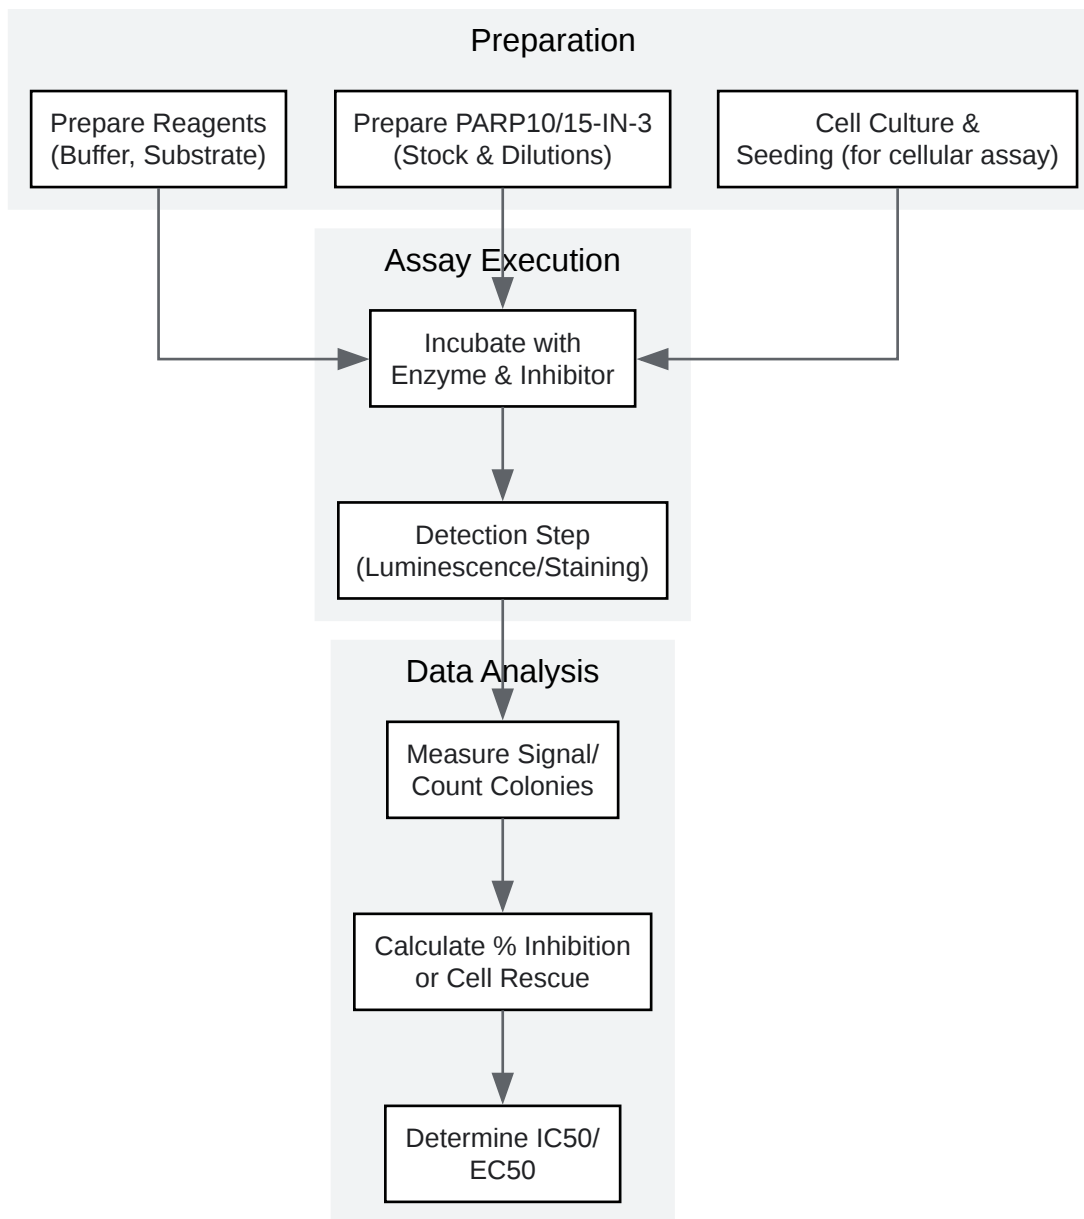 Preparation
Prepare Reagents
(Buffer, Substrate)
Prepare PARP10/15-IN-3
(Stock & Dilutions)
Cell Culture &
Seeding (for cellular assay)
Assay Execution
Incubate with
Enzyme & Inhibitor
Detection Step
(Luminescence/Staining)
Data Analysis
Measure Signal/
Count Colonies
Calculate % Inhibition
or Cell Rescue
Determine IC50/
EC50